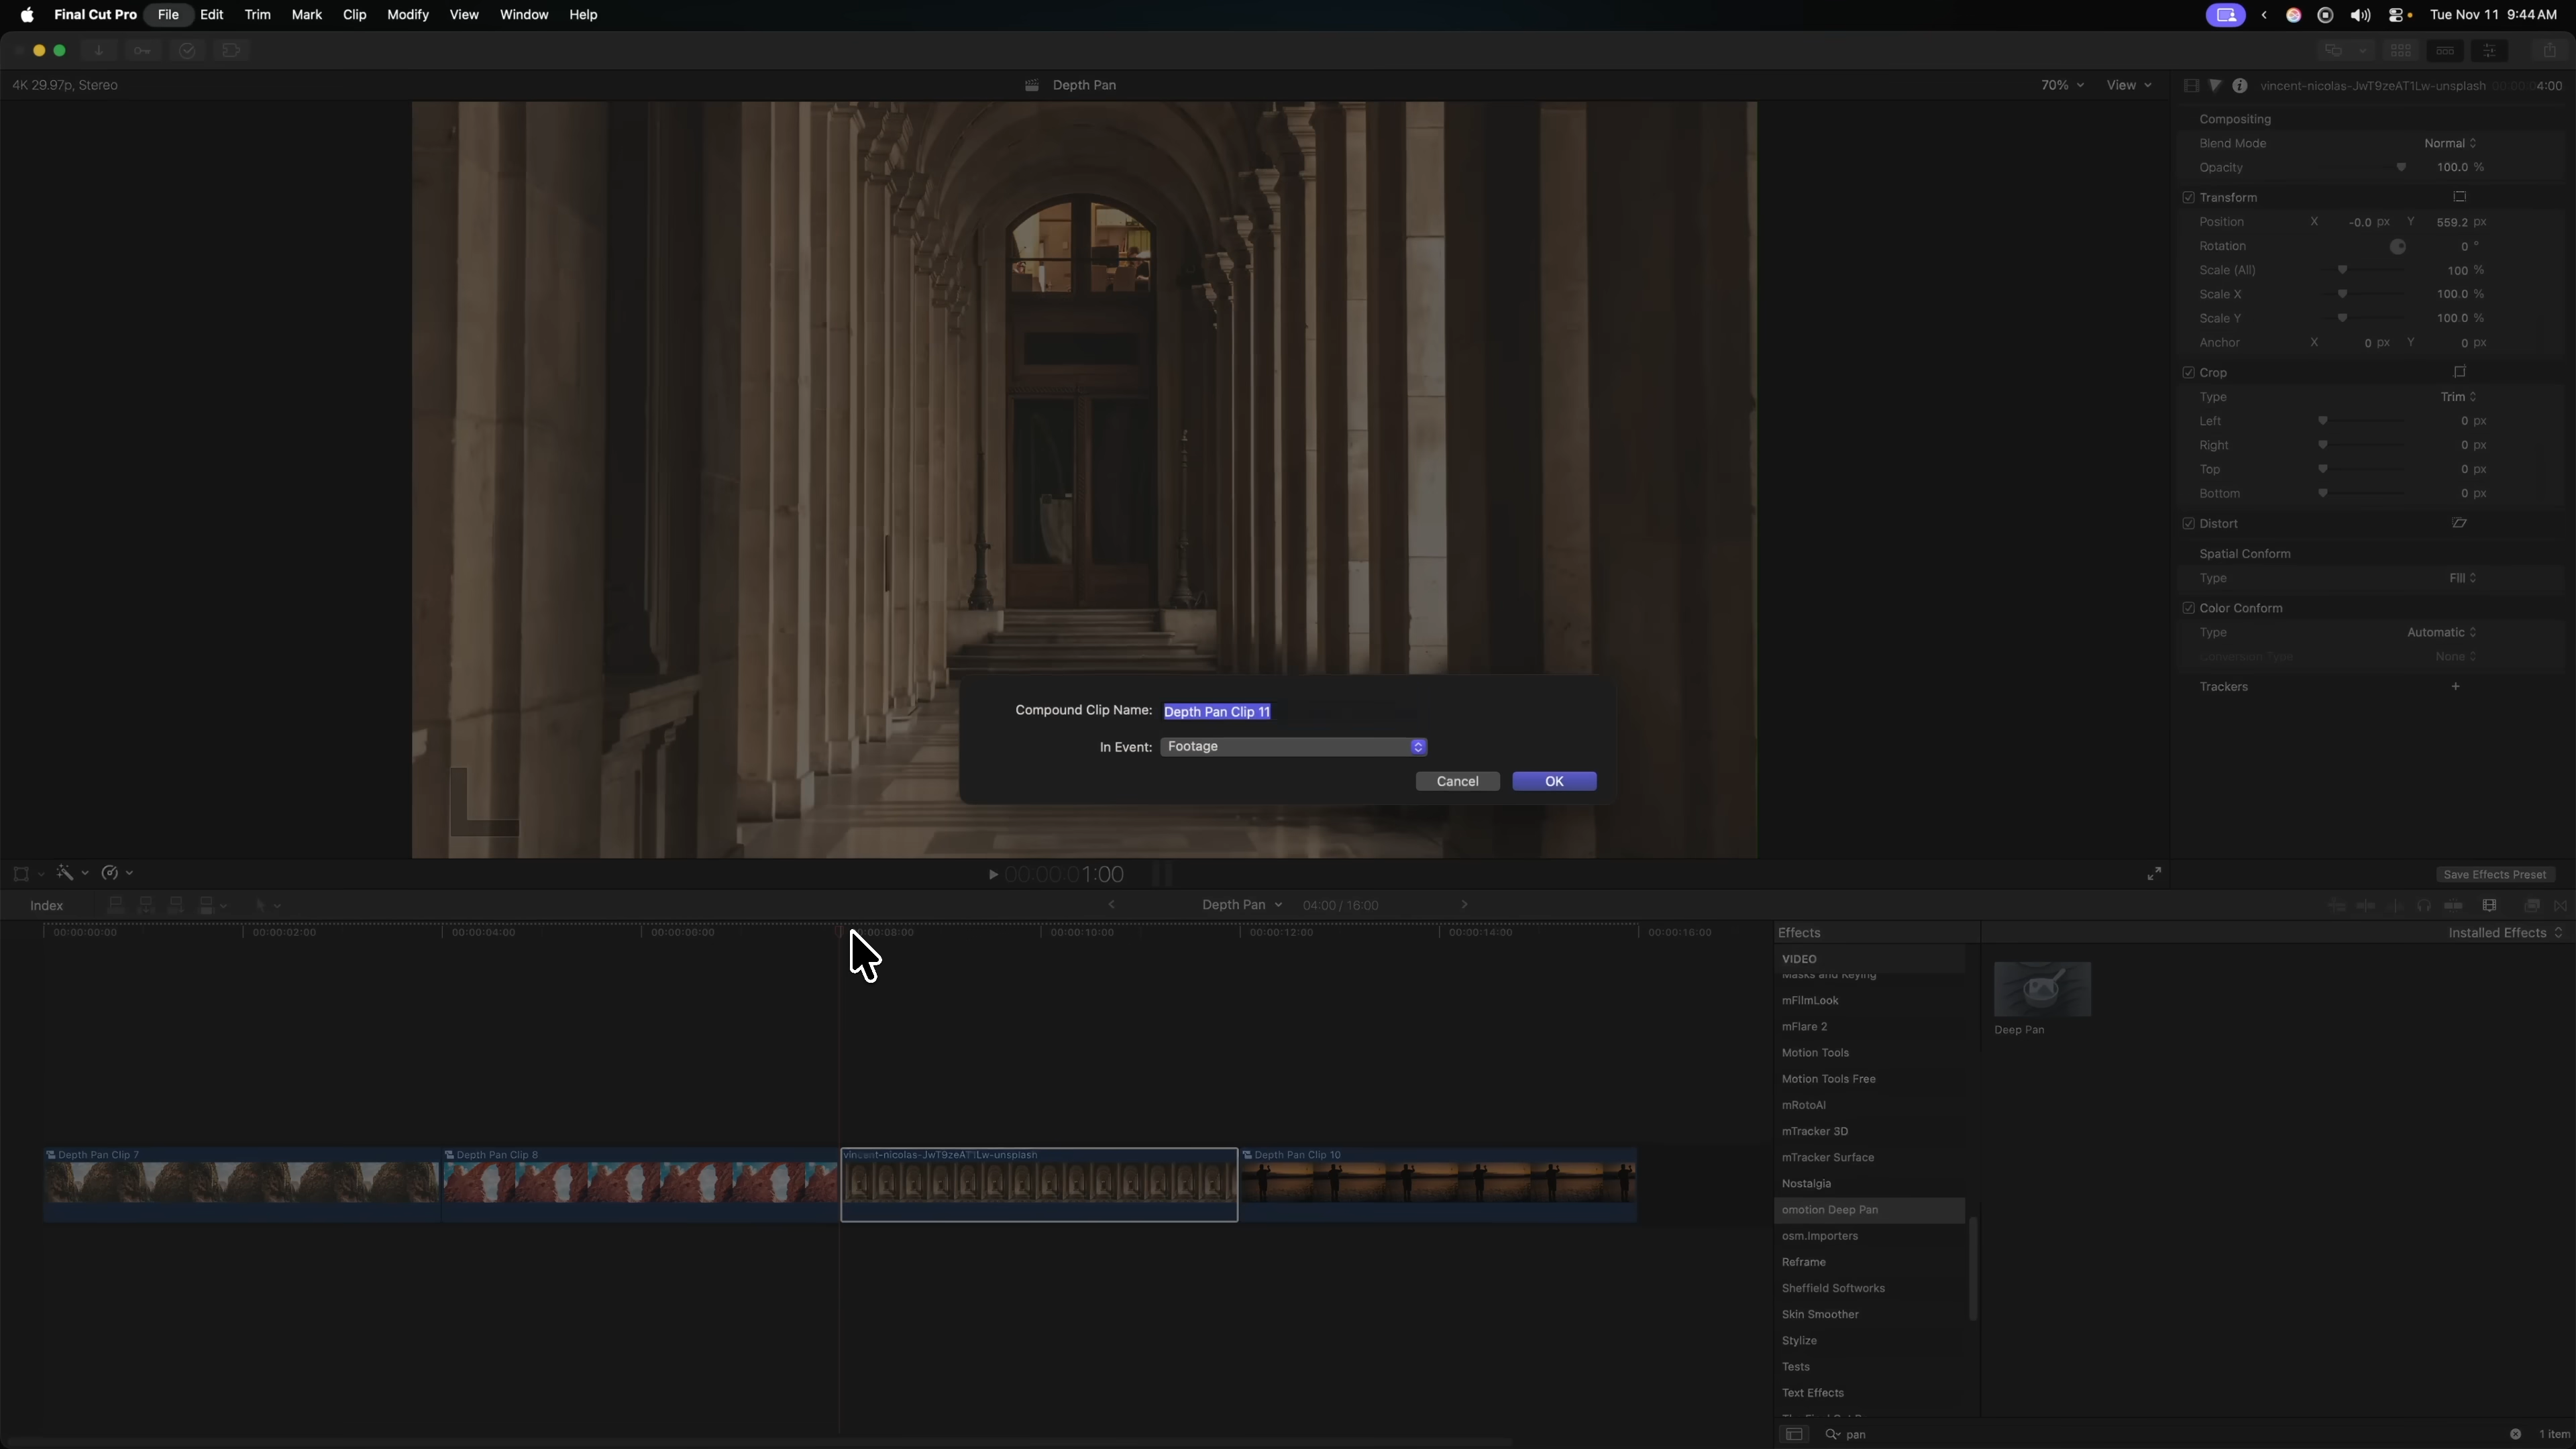 Final Cut Pro File Edit Trim Mark Clip Modify View Window Help Tue Nov 11 9:44 AM
4K 29.97p, Stereo Depth Pan 70% View vincent-nicolas-JwT9zeAT1Lw-unsplash 4:00
Compositing
Blend Mode Normal
Opacity 100.0 %
Transform
Position X -0.0 px Y 559.2 px
Rotation 0 °
Scale (All) 100 %
Scale X 100.0 %
Scale Y 100.0 %
Anchor X 0 px Y 0 px
Crop
Type Trim
Left 0 px
Right 0 px
Top 0 px
Bottom 0 px
Distort
Spatial Conform
Type Fill
Color Conform
Type Automatic
Conversion Type None
Trackers +
Compound Clip Name: Depth Pan Clip 11
In Event: Footage
Cancel OK
00:00:01:00 Save Effects Preset
Index Depth Pan 04:00 / 16:00
00:00:00:00 00:00:02:00 00:00:04:00 00:00:06:00 00:08:00 00:00:10:00 00:00:12:00 00:00:14:00 00:00:16:00
Depth Pan Clip 7 Depth Pan Clip 8 vincent-nicolas-JwT9zeAT1Lw-unsplash Depth Pan Clip 10
Effects Installed Effects
VIDEO
Masks and Keying
mFilmLook
mFlare 2
Motion Tools
Motion Tools Free
mRotoAI
mTracker 3D
mTracker Surface
Nostalgia
omotion Deep Pan
osm.Importers
Reframe
Sheffield Softworks
Skin Smoother
Stylize
Tests
Text Effects
Deep Pan
pan 1 item